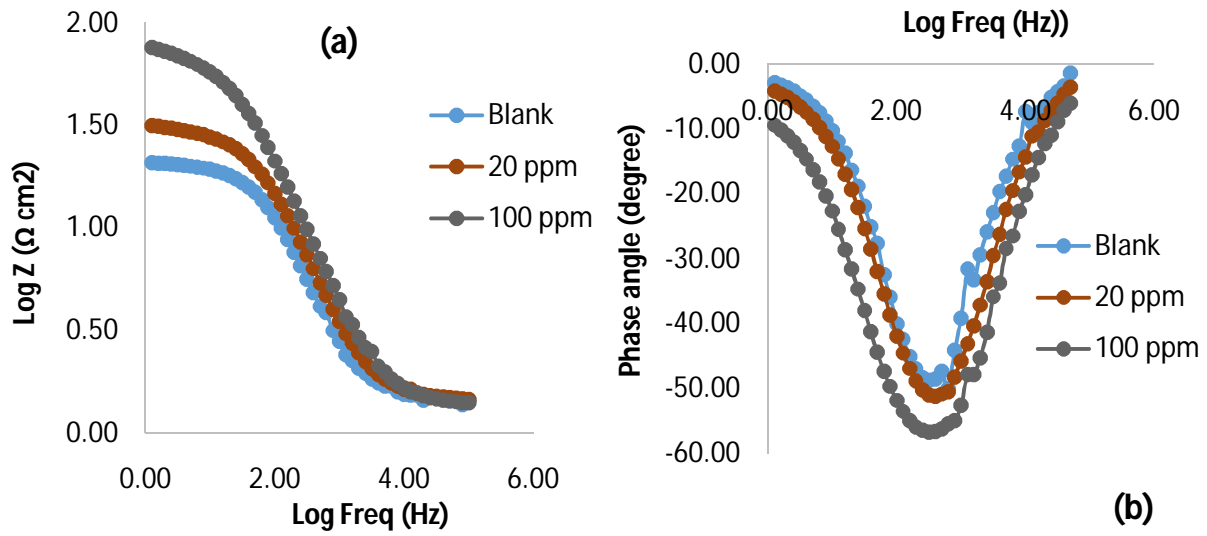 (a)
2.00
1.50
1.00
0.50
0.00
Log Z (Ω cm2)
0.00 2.00 4.00 6.00
Log Freq (Hz)
Blank
20 ppm
100 ppm
Log Freq (Hz))
0.00
-10.00
-20.00
-30.00
-40.00
-50.00
-60.00
Phase angle (degree)
0.00 2.00 4.00 6.00
Blank
20 ppm
100 ppm
(b)